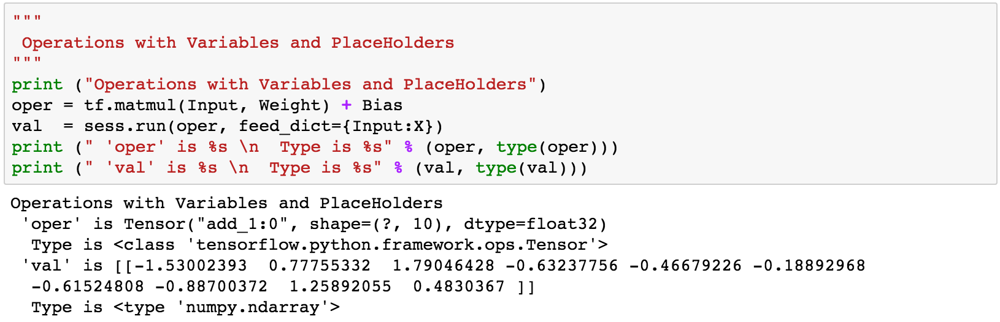 """
 Operations with Variables and PlaceHolders
"""
print ("Operations with Variables and PlaceHolders")
oper = tf.matmul(Input, Weight) + Bias
val  = sess.run(oper, feed_dict={Input:X})
print (" 'oper' is %s \n  Type is %s" % (oper, type(oper)))
print (" 'val' is %s \n  Type is %s" % (val, type(val)))
Operations with Variables and PlaceHolders
 'oper' is Tensor("add_1:0", shape=(?, 10), dtype=float32)
  Type is <class 'tensorflow.python.framework.ops.Tensor'>
 'val' is [[-1.53002393  0.77755332  1.79046428 -0.63237756 -0.46679226 -0.18892968
  -0.61524808 -0.88700372  1.25892055  0.4830367 ]]
  Type is <type 'numpy.ndarray'>